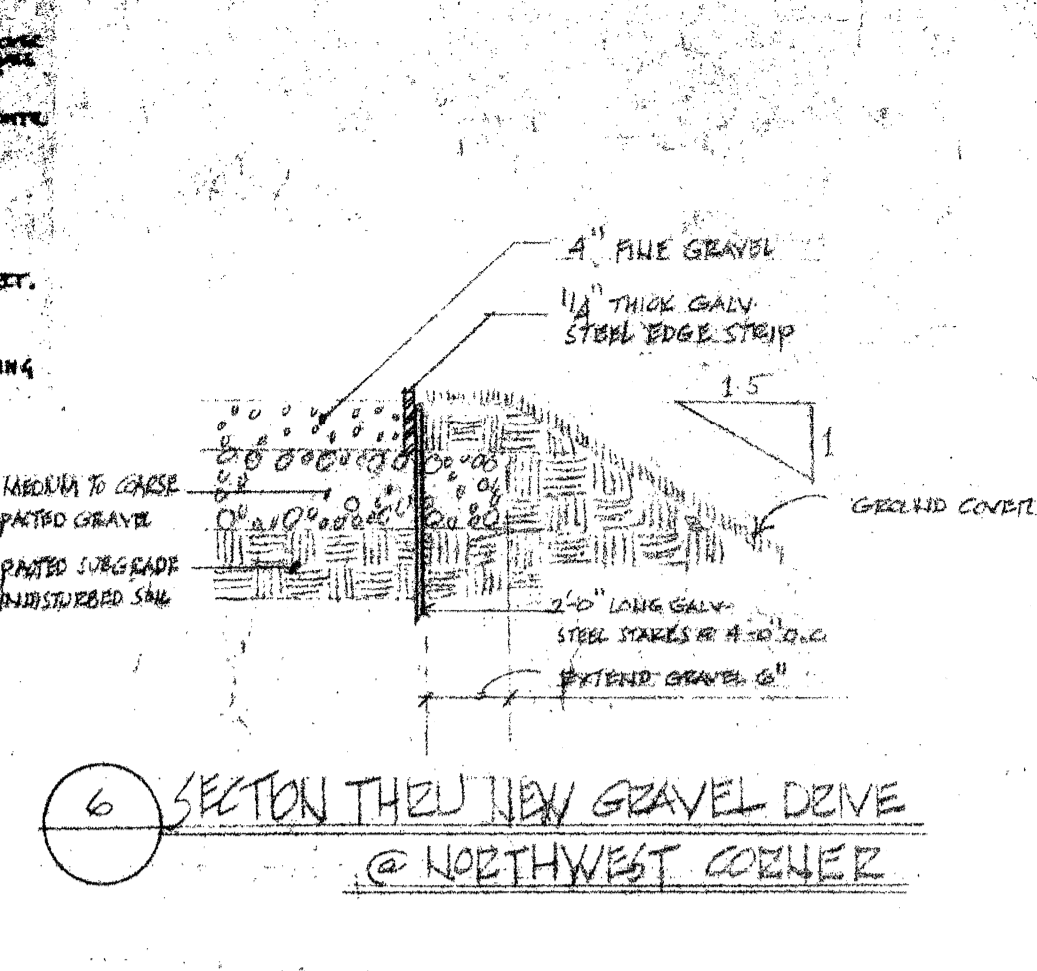 4" FINE GRAVEL
1/4" THICK GALV.
STEEL EDGE STRIP
1.5
1
MEDIUM TO COARSE
PACTED GRAVEL
PACTED SUBGRADE
UNDISTURBED SOIL
GROUND COVER
2'-0" LONG GALV.
STEEL STAKES @ 4'-0" O.C.
EXTEND GRAVEL 6"
6
SECTION THRU NEW GRAVEL DRIVE
@ NORTHWEST CORNER